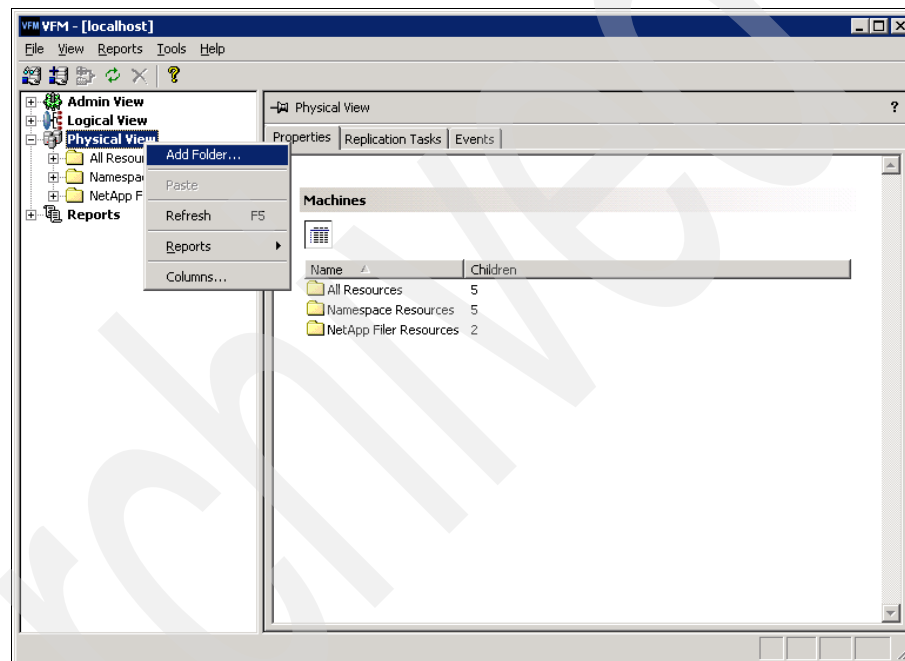 VFM VFM - [localhost]
File View Reports Tools Help
Admin View
Logical View
Physical View
All Resour
Namespa
NetApp F
Reports
Add Folder...
Paste
Refresh F5
Reports
Columns...
Physical View ?
Properties Replication Tasks Events
Machines
Name Children
All Resources 5
Namespace Resources 5
NetApp Filer Resources 2